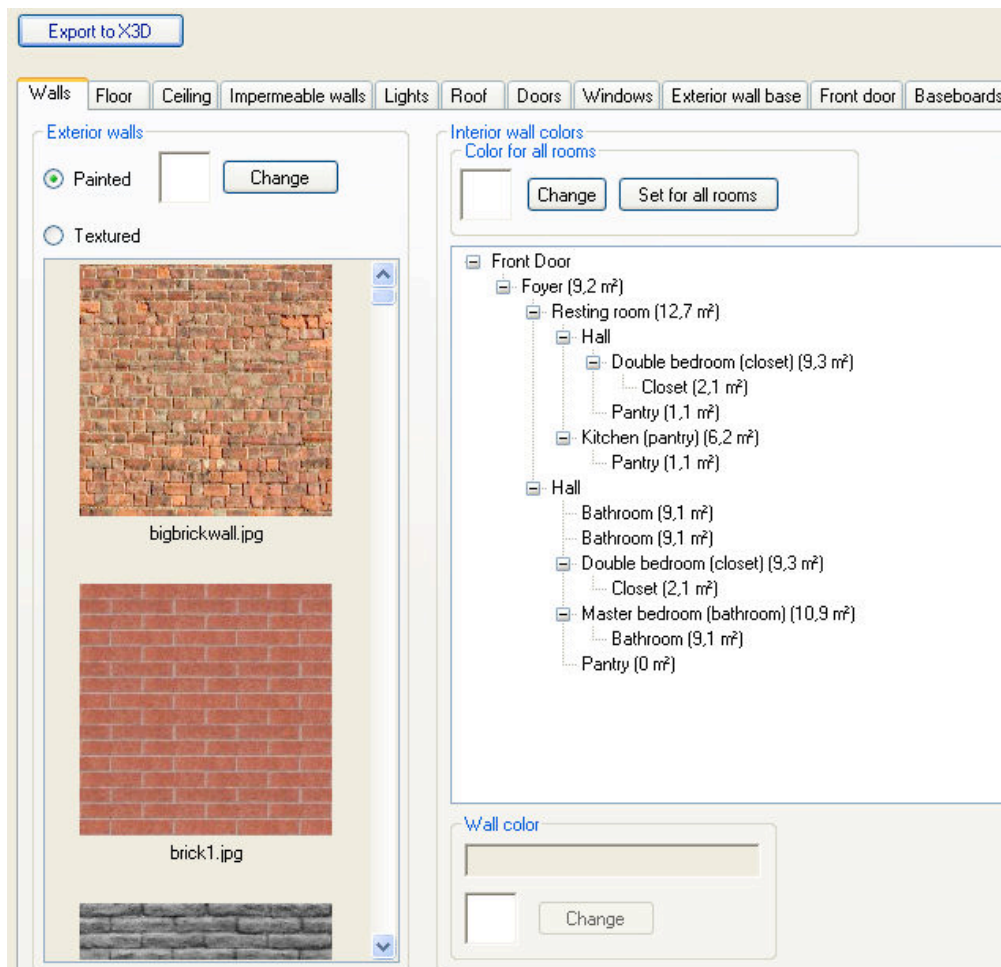 Export to X3D
Walls Floor Ceiling Impermeable walls Lights Roof Doors Windows Exterior wall base Front door Baseboards
Exterior walls
Painted Change
Textured
bigbrickwall.jpg
brick1.jpg
Interior wall colors
Color for all rooms
Change Set for all rooms
Front Door
Foyer (9,2 m²)
Resting room (12,7 m²)
Hall
Double bedroom (closet) (9,3 m²)
Closet (2,1 m²)
Pantry (1,1 m²)
Kitchen (pantry) (6,2 m²)
Pantry (1,1 m²)
Hall
Bathroom (9,1 m²)
Bathroom (9,1 m²)
Double bedroom (closet) (9,3 m²)
Closet (2,1 m²)
Master bedroom (bathroom) (10,9 m²)
Bathroom (9,1 m²)
Pantry (0 m²)
Wall color
Change